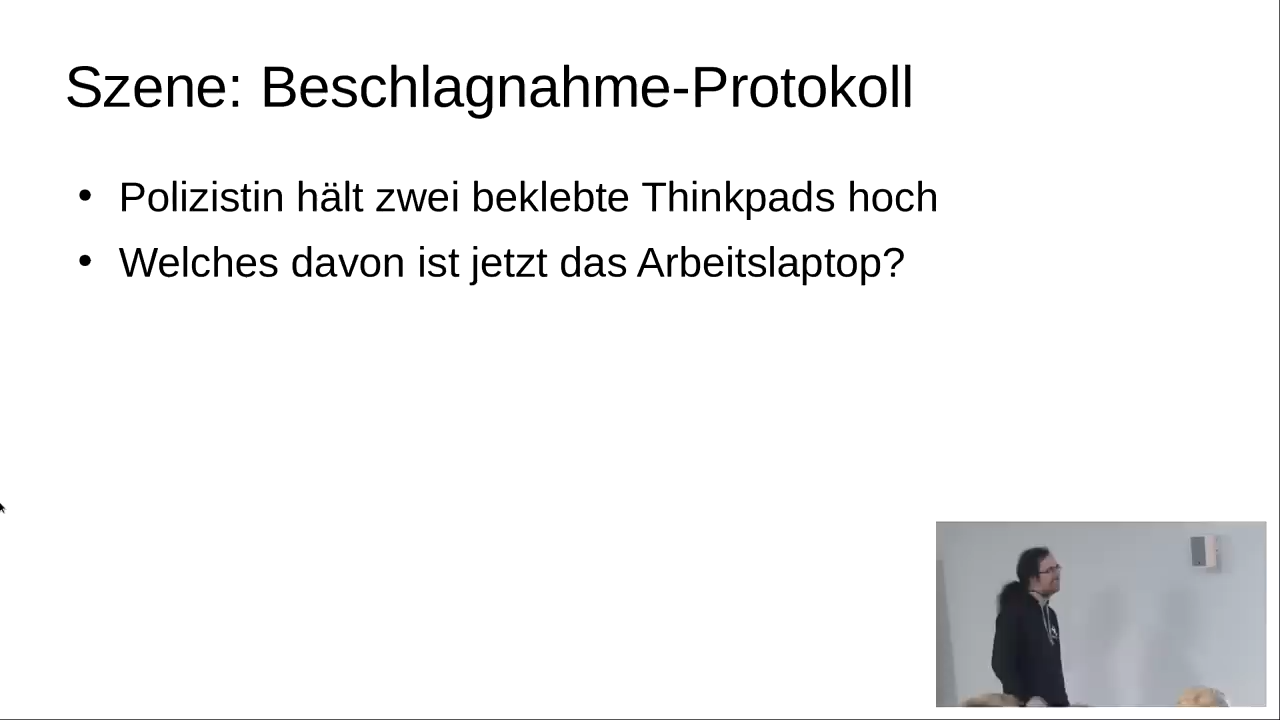 Szene: Beschlagnahme-Protokoll
• Polizistin hält zwei beklebte Thinkpads hoch
• Welches davon ist jetzt das Arbeitslaptop?